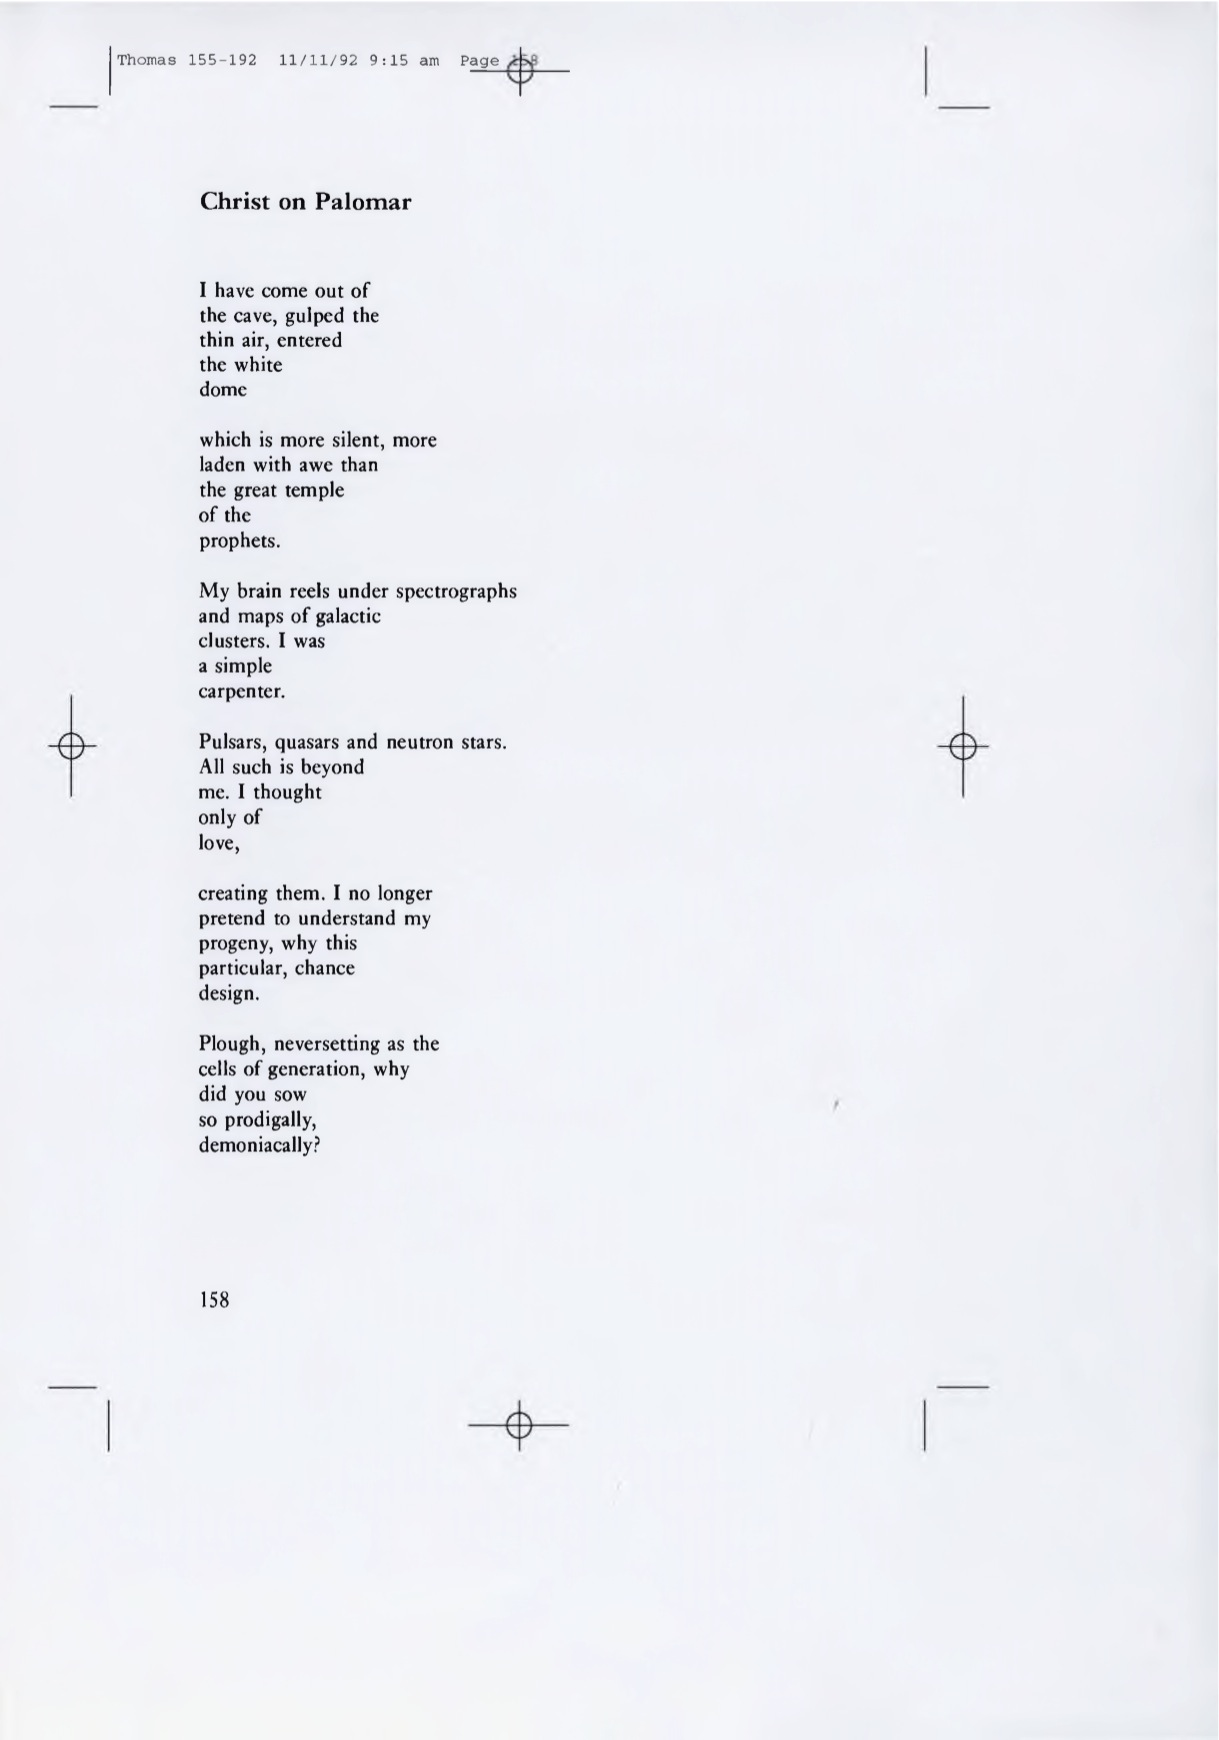 Thomas 155-192 11/11/92 9:15 am Page 158
Christ on Palomar
I have come out of
the cave, gulped the
thin air, entered
the white
dome
which is more silent, more
laden with awe than
the great temple
of the
prophets.
My brain reels under spectrographs
and maps of galactic
clusters. I was
a simple
carpenter.
Pulsars, quasars and neutron stars.
All such is beyond
me. I thought
only of
love,
creating them. I no longer
pretend to understand my
progeny, why this
particular, chance
design.
Plough, neversetting as the
cells of generation, why
did you sow
so prodigally,
demoniacally?
158